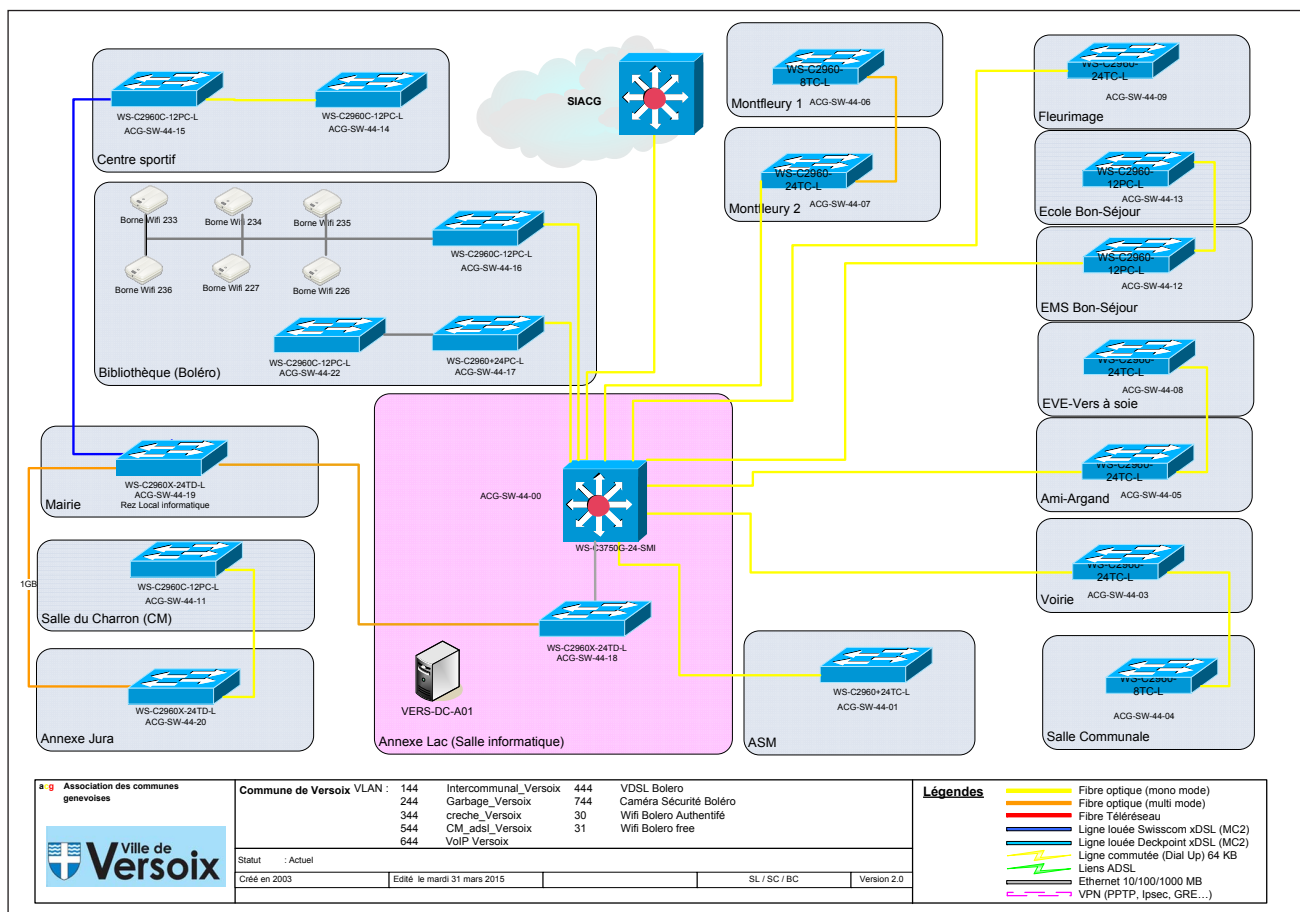 WS-C2960C-12PC-L
ACG-SW-44-15
WS-C2960C-12PC-L
ACG-SW-44-14
Centre sportif
SIACG
WS-C2960-
8TC-L
ACG-SW-44-06
Montfleury 1
WS-C2960-
24TC-L
ACG-SW-44-07
Montfleury 2
WS-C2960-
24TC-L
ACG-SW-44-09
Fleurimage
WS-C2960-
12PC-L
ACG-SW-44-13
Ecole Bon-Séjour
WS-C2960-
12PC-L
ACG-SW-44-12
EMS Bon-Séjour
WS-C2960-
24TC-L
ACG-SW-44-08
EVE-Vers à soie
WS-C2960-
24TC-L
ACG-SW-44-05
Ami-Argand
WS-C2960-
24TC-L
ACG-SW-44-03
Voirie
WS-C2960-
8TC-L
ACG-SW-44-04
Salle Communale
Borne Wifi 233
Borne Wifi 234
Borne Wifi 235
Borne Wifi 236
Borne Wifi 227
Borne Wifi 226
WS-C2960C-12PC-L
ACG-SW-44-16
WS-C2960C-12PC-L
ACG-SW-44-22
WS-C2960+24PC-L
ACG-SW-44-17
Bibliothèque (Boléro)
WS-C2960X-24TD-L
ACG-SW-44-19
Rez Local informatique
Mairie
1GB
WS-C2960C-12PC-L
ACG-SW-44-11
Salle du Charron (CM)
WS-C2960X-24TD-L
ACG-SW-44-20
Annexe Jura
ACG-SW-44-00
WS-C3750G-24-SMI
WS-C2960X-24TD-L
ACG-SW-44-18
VERS-DC-A01
Annexe Lac (Salle informatique)
WS-C2960+24TC-L
ACG-SW-44-01
ASM
acg Association des communes
genevoises
Ville de
Versoix
Commune de Versoix VLAN :
144 Intercommunal_Versoix
244 Garbage_Versoix
344 creche_Versoix
544 CM_adsl_Versoix
644 VoIP Versoix
444 VDSL Bolero
744 Caméra Sécurité Boléro
30 Wifi Bolero Authentifé
31 Wifi Bolero free
Statut : Actuel
Créé en 2003
Edité le mardi 31 mars 2015
SL / SC / BC
Version 2.0
Légendes
Fibre optique (mono mode)
Fibre optique (multi mode)
Fibre Téléréseau
Ligne louée Swisscom xDSL (MC2)
Ligne louée Deckpoint xDSL (MC2)
Ligne commutée (Dial Up) 64 KB
Liens ADSL
Ethernet 10/100/1000 MB
VPN (PPTP, Ipsec, GRE…)